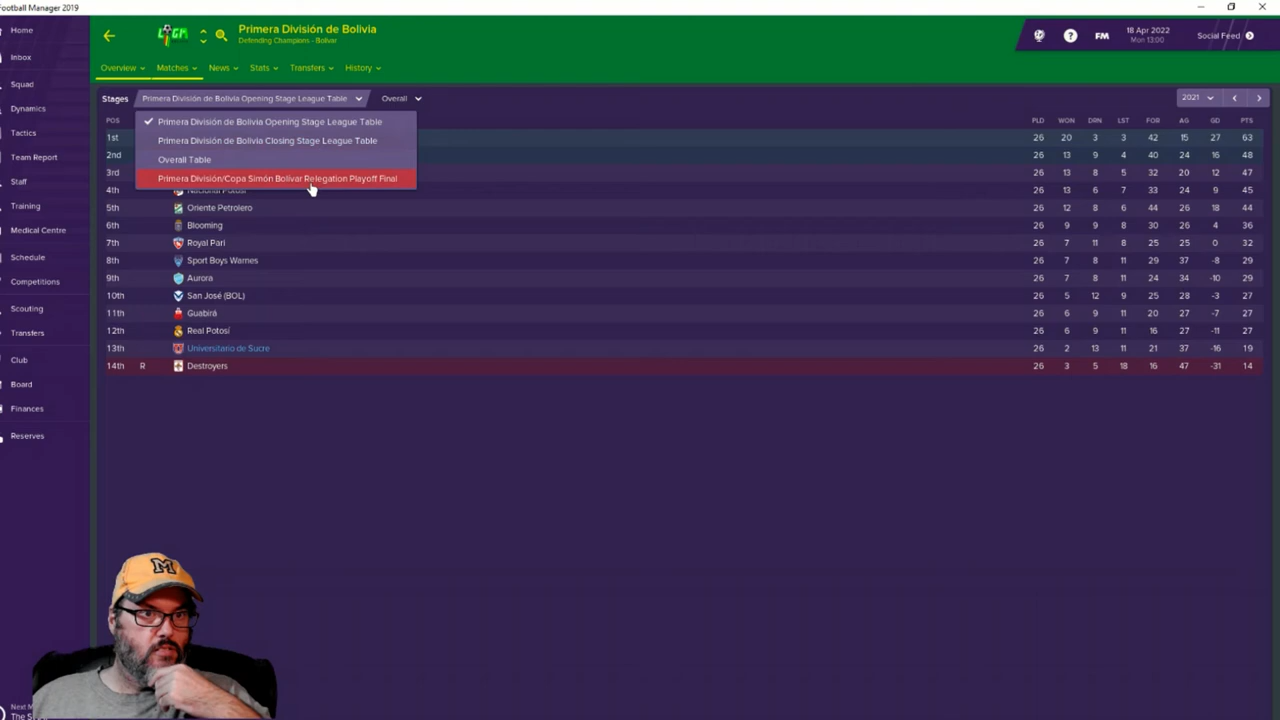 Football Manager 2019
Home
Inbox
Squad
Dynamics
Tactics
Team Report
Staff
Training
Medical Centre
Schedule
Competitions
Scouting
Transfers
Club
Board
Finances
Reserves
Next M
The S
Primera División de Bolivia
Defending Champions - Bolívar
18 Apr 2022
Mon 13:00
FM
Social Feed
Overview Matches News Stats Transfers History
Stages Primera División de Bolivia Opening Stage League Table Overall 2021
Primera División de Bolivia Opening Stage League Table
Primera División de Bolivia Closing Stage League Table
Overall Table
Primera División/Copa Simón Bolívar Relegation Playoff Final
POS PLD WON DRN LST FOR AG GD PTS
1st 26 20 3 3 42 15 27 63
2nd 26 13 9 4 40 24 16 48
3rd 26 13 8 5 32 20 12 47
4th Nacional Potosí 26 13 6 7 33 24 9 45
5th Oriente Petrolero 26 12 8 6 44 26 18 44
6th Blooming 26 9 9 8 30 26 4 36
7th Royal Pari 26 7 11 8 25 25 0 32
8th Sport Boys Warnes 26 7 8 11 29 37 -8 29
9th Aurora 26 7 8 11 24 34 -10 29
10th San José (BOL) 26 5 12 9 25 28 -3 27
11th Guabirá 26 6 9 11 20 27 -7 27
12th Real Potosí 26 6 9 11 16 27 -11 27
13th Universitario de Sucre 26 2 13 11 21 37 -16 19
14th R Destroyers 26 3 5 18 16 47 -31 14
M